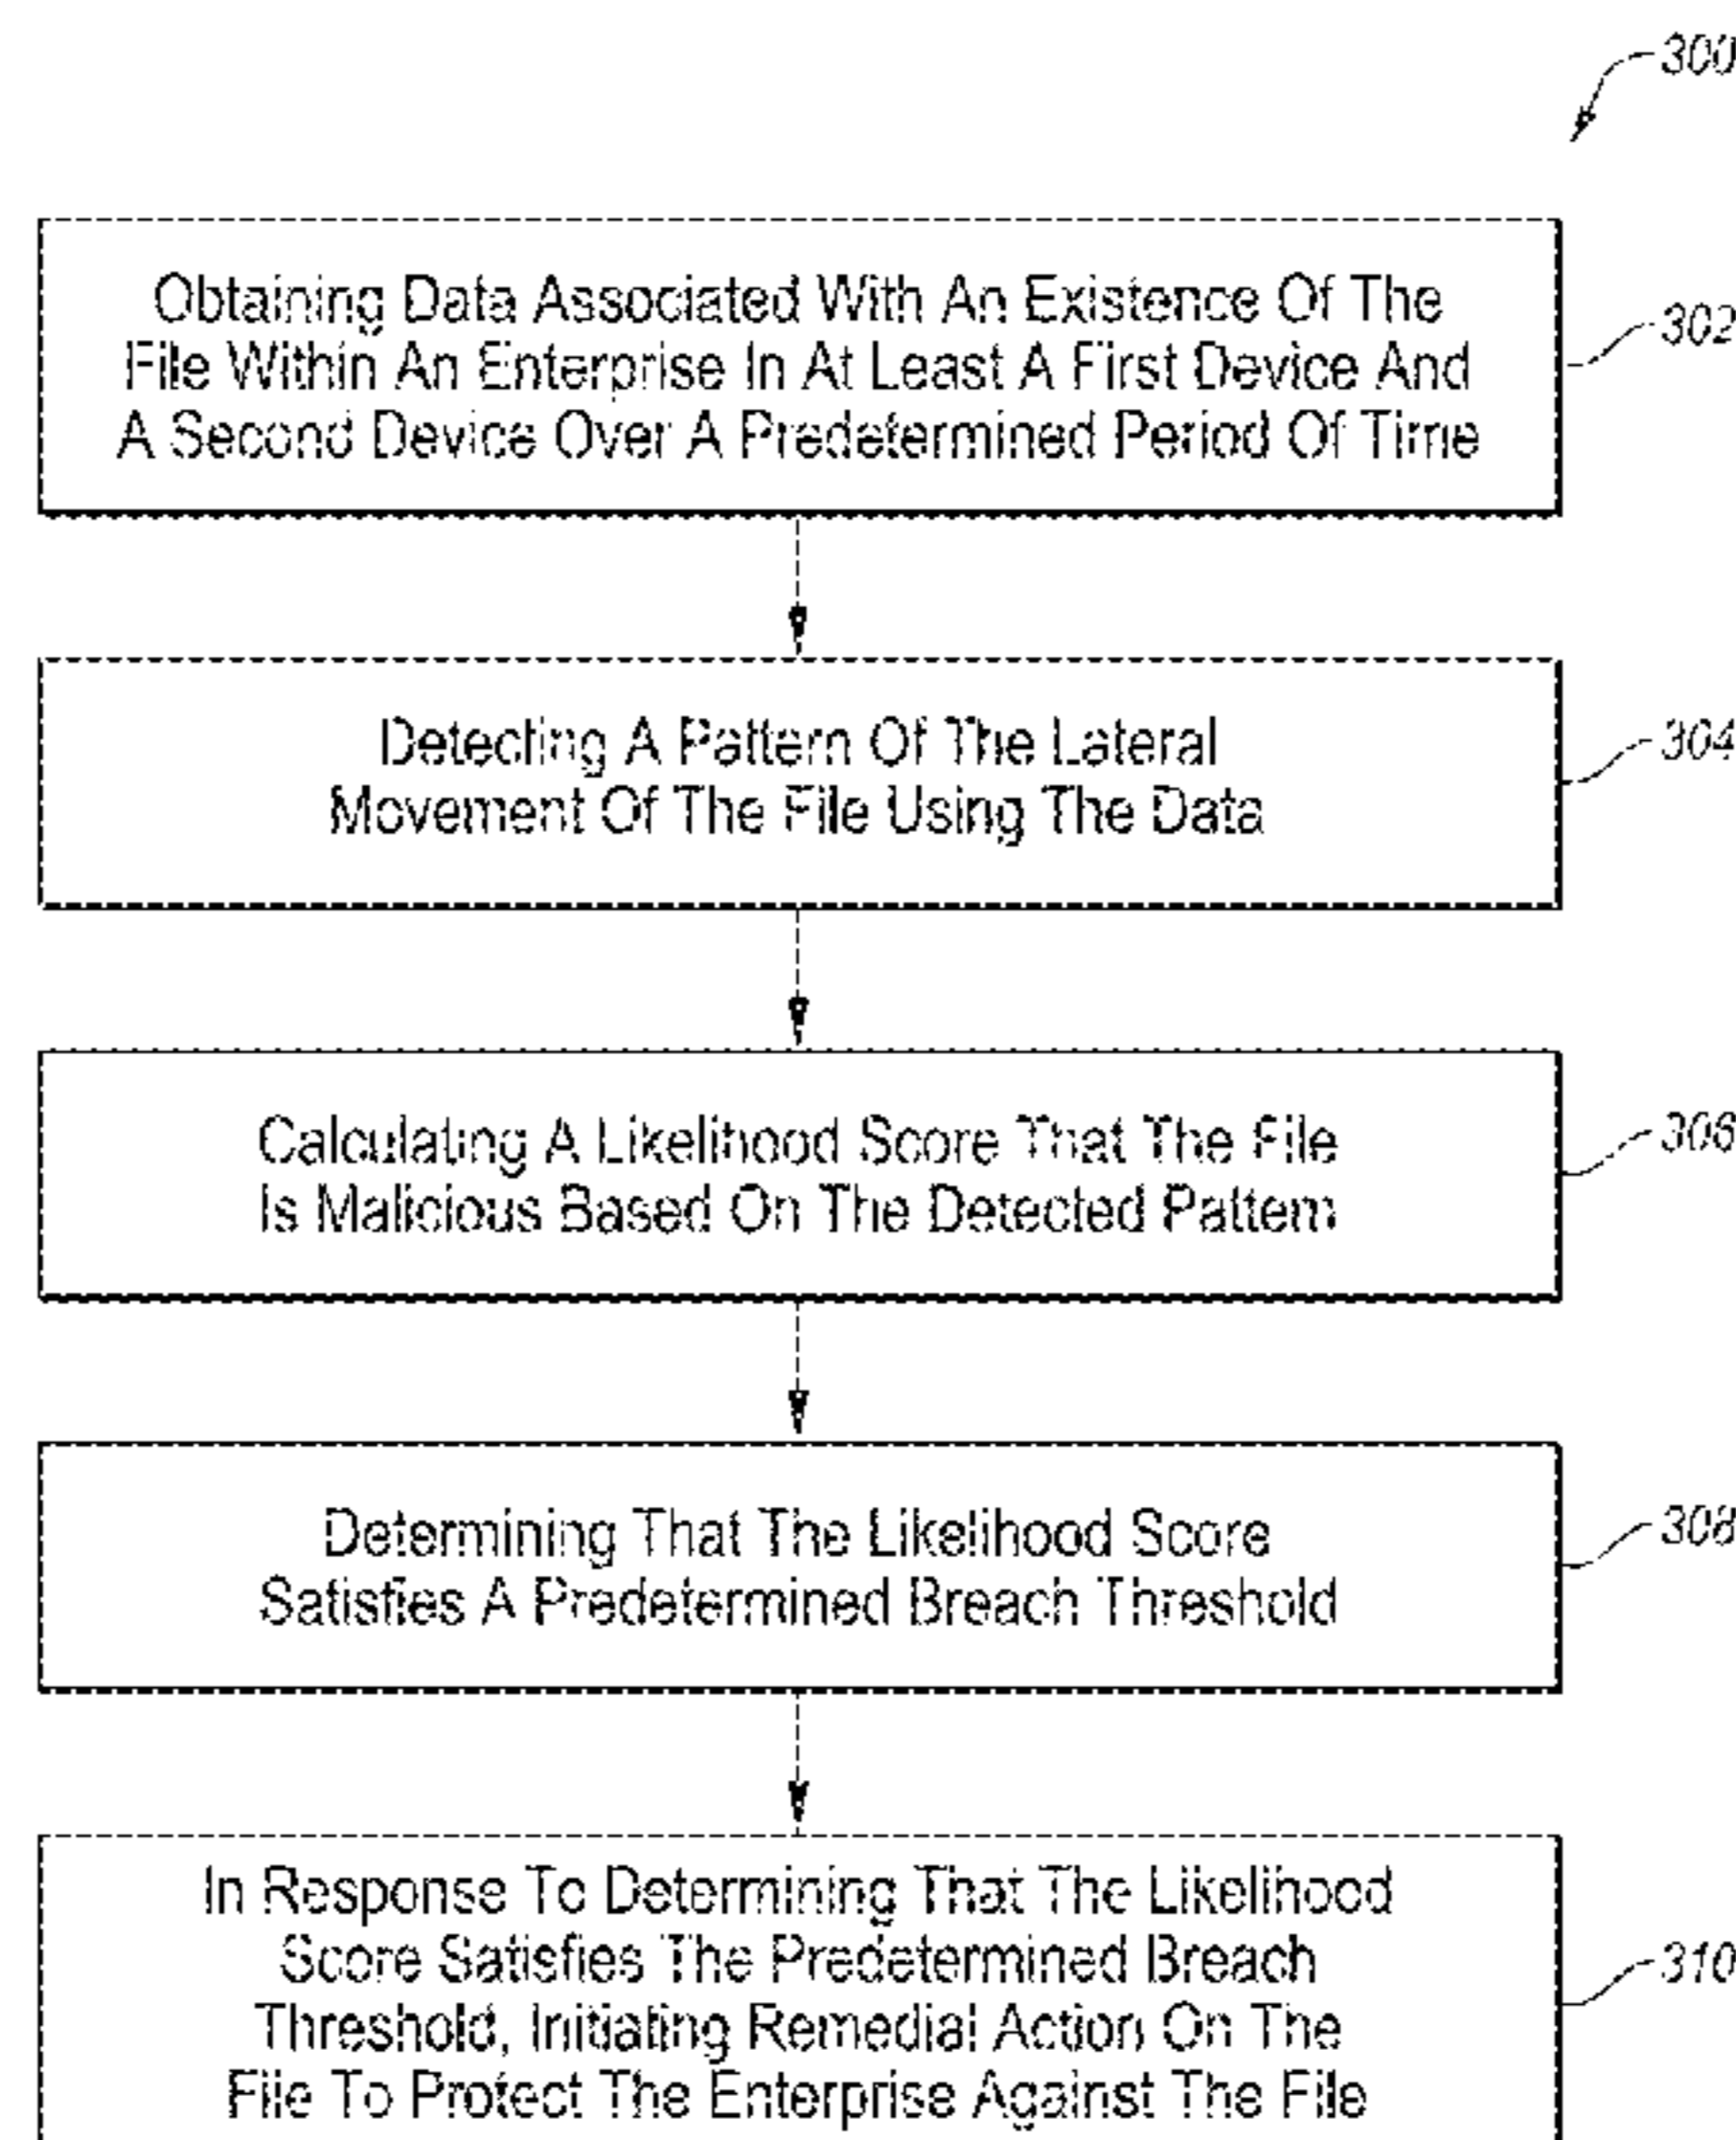 300
Obtaining Data Associated With An Existence Of The
File Within An Enterprise In At Least A First Device And
A Second Device Over A Predetermined Period Of Time
302
Detecting A Pattern Of The Lateral
Movement Of The File Using The Data
304
Calculating A Likelihood Score That The File
Is Malicious Based On The Detected Pattern
306
Determining That The Likelihood Score
Satisfies A Predetermined Breach Threshold
308
In Response To Determining That The Likelihood
Score Satisfies The Predetermined Breach
Threshold, Initiating Remedial Action On The
File To Protect The Enterprise Against The File
310